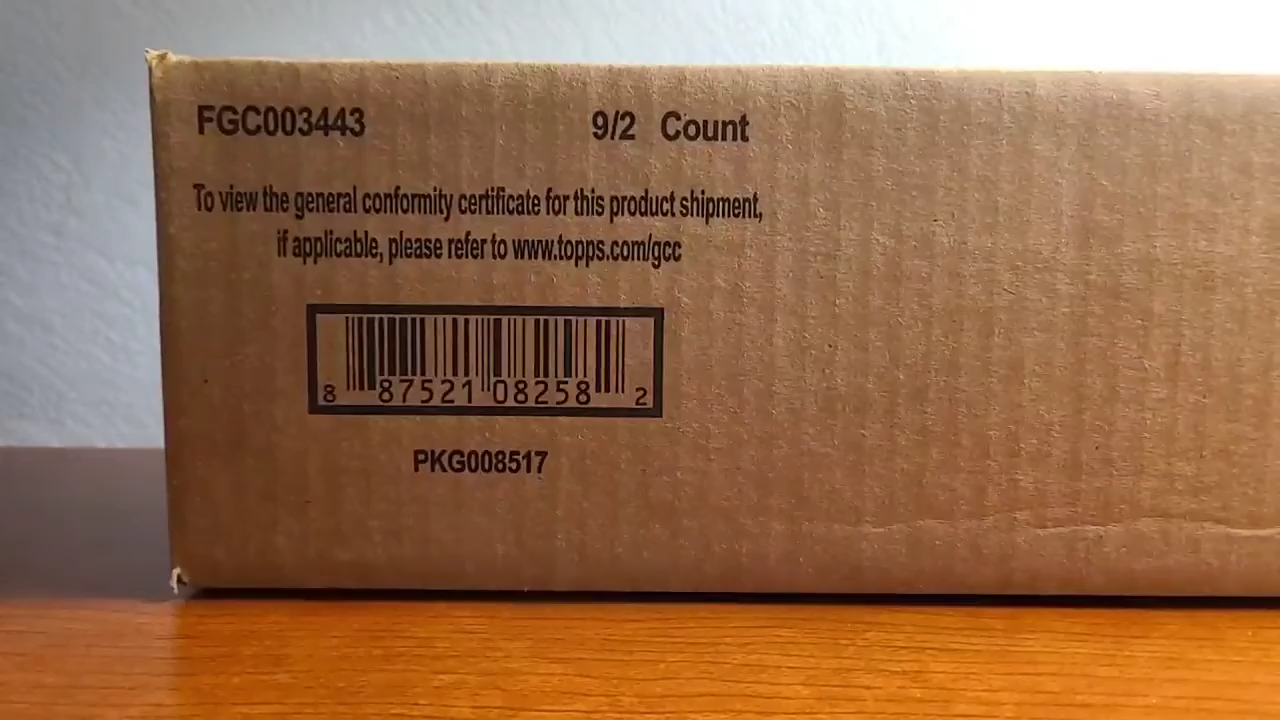 FGC003443 9/2 Count
To view the general conformity certificate for this product shipment,
if applicable, please refer to www.topps.com/gcc
8 87521 08258 2
PKG008517